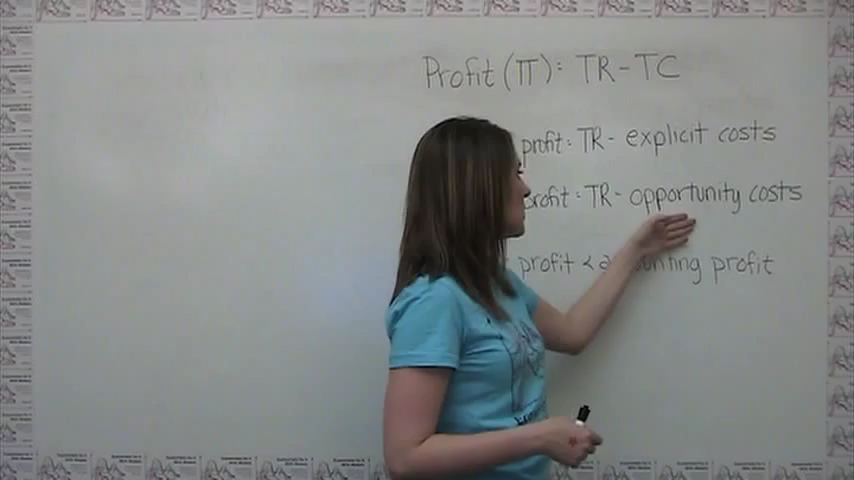 Profit (π): TR - TC
profit: TR - explicit costs
profit: TR - opportunity costs
profit < accounting profit